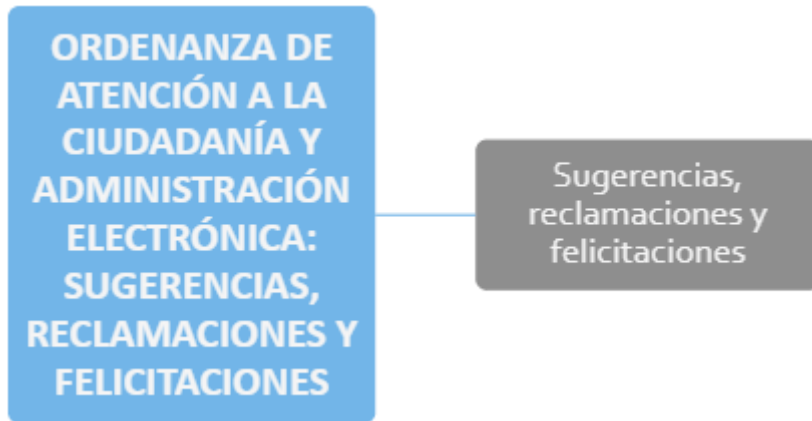 ORDENANZA DE
ATENCIÓN A LA
CIUDADANÍA Y
ADMINISTRACIÓN
ELECTRÓNICA:
SUGERENCIAS,
RECLAMACIONES Y
FELICITACIONES
Sugerencias,
reclamaciones y
felicitaciones